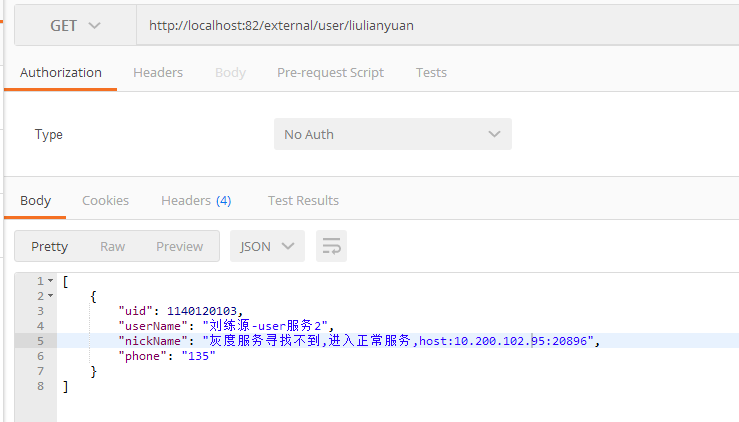 GET http://localhost:82/external/user/liulianyuan
Authorization Headers Body Pre-request Script Tests
Type No Auth
Body Cookies Headers (4) Test Results
Pretty Raw Preview JSON
1 [
2 {
3 "uid": 1140120103,
4 "userName": "刘练源-user服务2",
5 "nickName": "灰度服务寻找不到,进入正常服务,host:10.200.102.95:20896",
6 "phone": "135"
7 }
8 ]